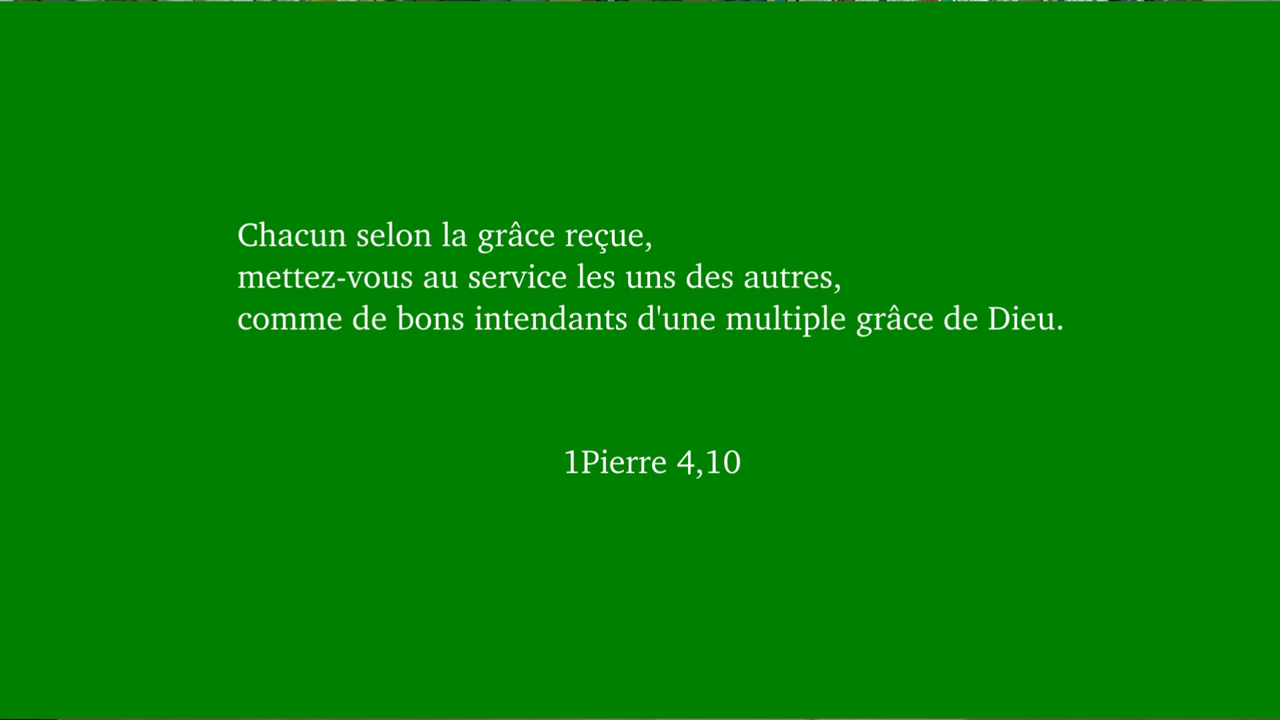 Chacun selon la grâce reçue,
mettez-vous au service les uns des autres,
comme de bons intendants d'une multiple grâce de Dieu.
1Pierre 4,10